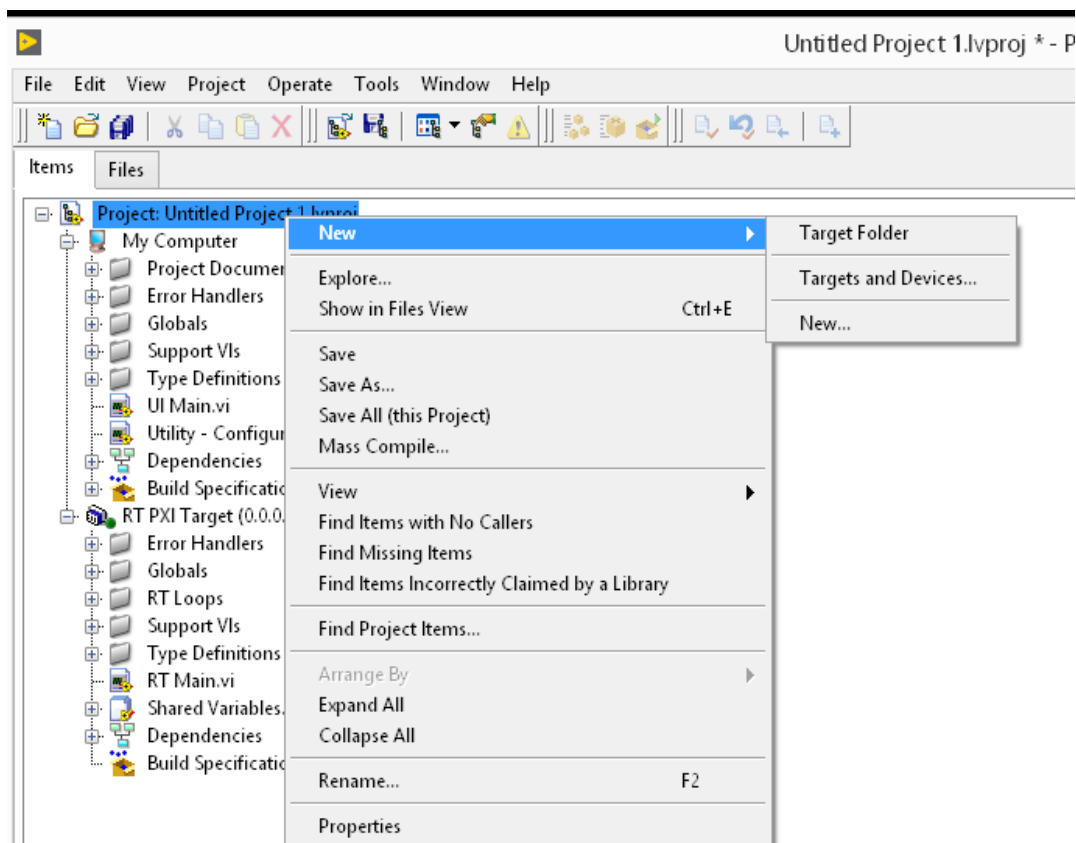 Untitled Project 1.lvproj * - P
File Edit View Project Operate Tools Window Help
Items Files
Project: Untitled Project 1.lvproj
My Computer
Project Documen
Error Handlers
Globals
Support VIs
Type Definitions
UI Main.vi
Utility - Configur
Dependencies
Build Specificatio
RT PXI Target (0.0.0.
Error Handlers
Globals
RT Loops
Support VIs
Type Definitions
RT Main.vi
Shared Variables.
Dependencies
Build Specificatio
New
Explore...
Show in Files View Ctrl+E
Save
Save As...
Save All (this Project)
Mass Compile...
View
Find Items with No Callers
Find Missing Items
Find Items Incorrectly Claimed by a Library
Find Project Items...
Arrange By
Expand All
Collapse All
Rename... F2
Properties
Target Folder
Targets and Devices...
New...